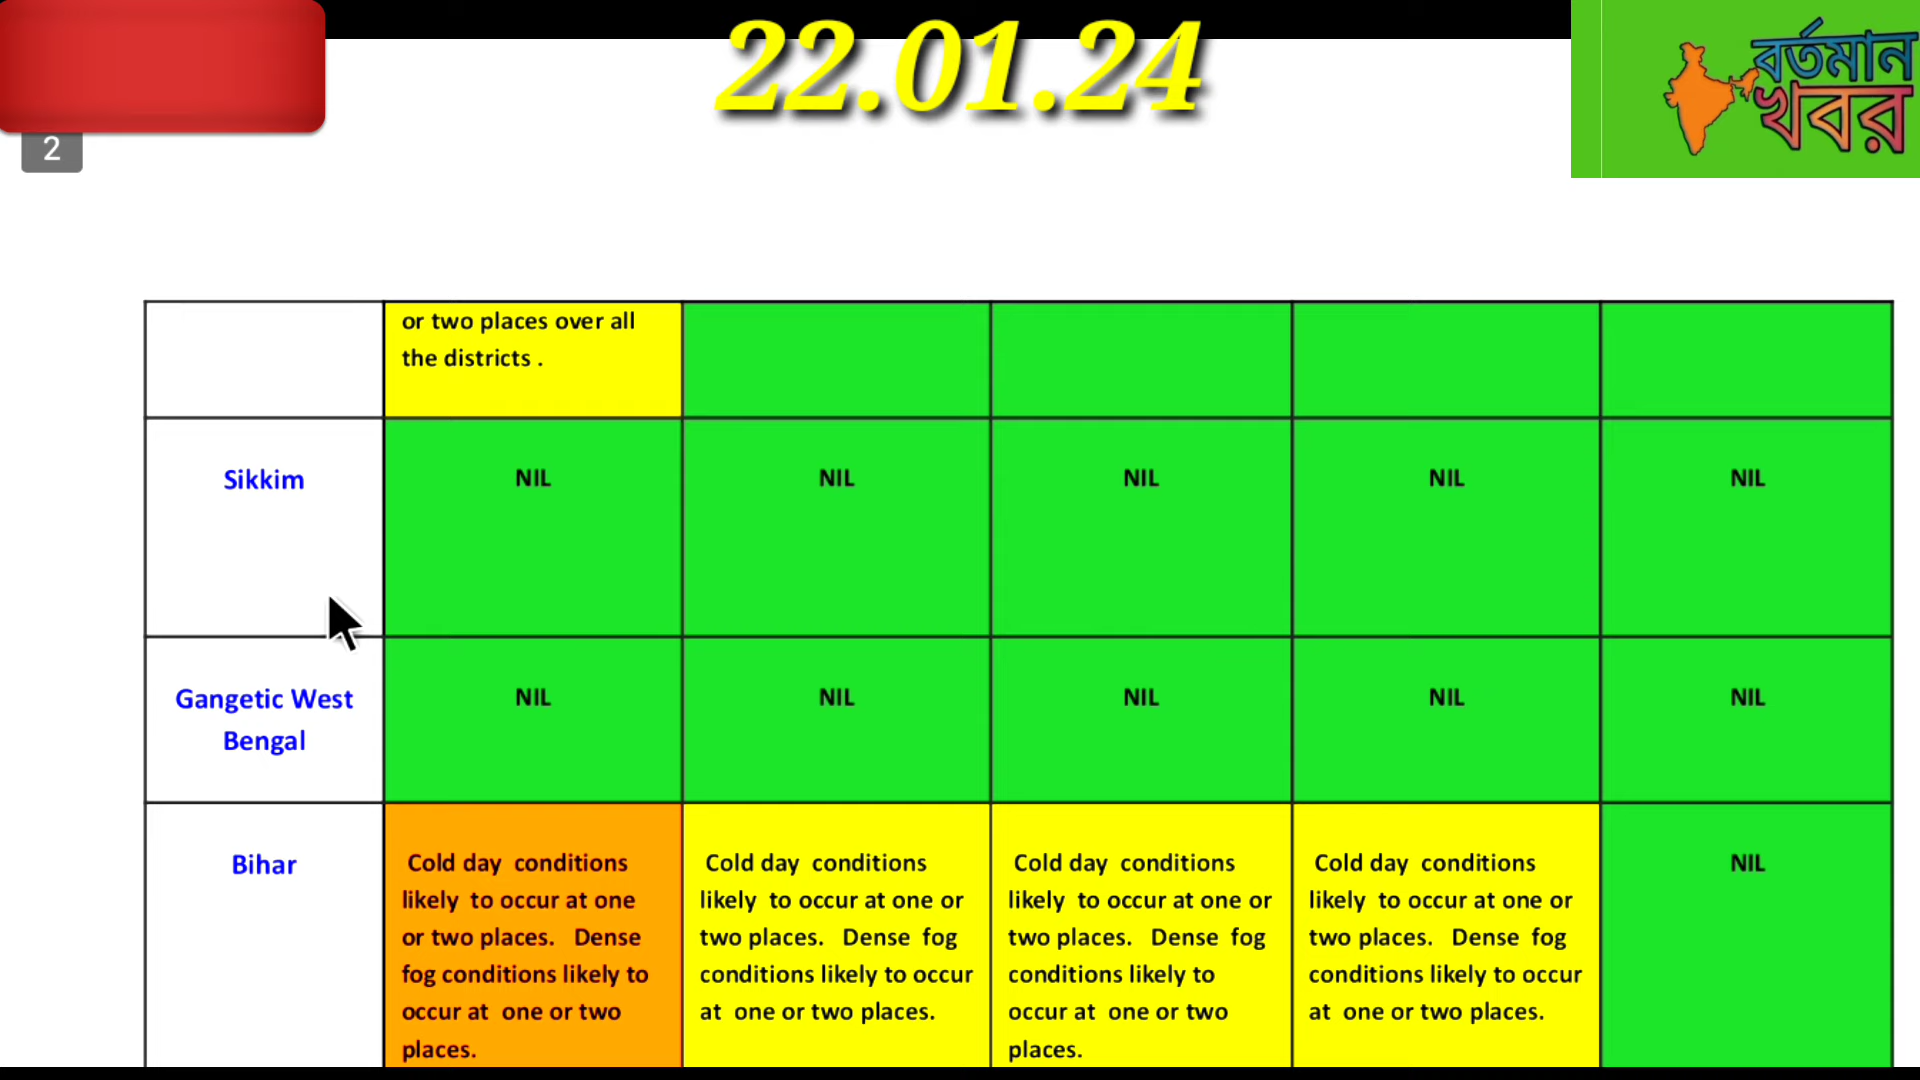 22.01.24
বর্তমান
খবর
2
or two places over all
the districts .
Sikkim
NIL
NIL
NIL
NIL
NIL
Gangetic West
Bengal
NIL
NIL
NIL
NIL
NIL
Bihar
Cold day conditions
likely to occur at one
or two places. Dense
fog conditions likely to
occur at one or two
places.
Cold day conditions
likely to occur at one or
two places. Dense fog
conditions likely to occur
at one or two places.
Cold day conditions
likely to occur at one or
two places. Dense fog
conditions likely to
occur at one or two
places.
Cold day conditions
likely to occur at one or
two places. Dense fog
conditions likely to occur
at one or two places.
NIL